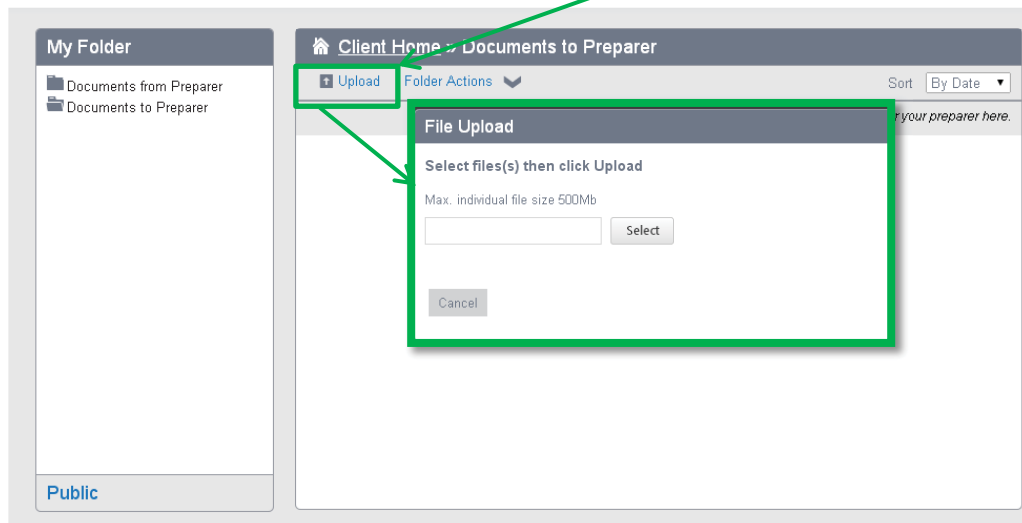 My Folder
Documents from Preparer
Documents to Preparer
Public
Client Home » Documents to Preparer
Upload Folder Actions
Sort By Date
your preparer here.
File Upload
Select files(s) then click Upload
Max. individual file size 500Mb
Select
Cancel